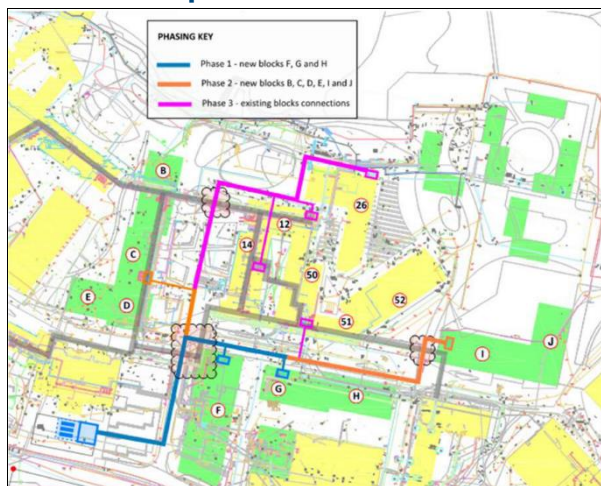 PHASING KEY
Phase 1 - new blocks F, G and H
Phase 2 - new blocks B, C, D, E, I and J
Phase 3 - existing blocks connections
B
26
12
14
C
50
52
E
D
51
J
I
G
H
F